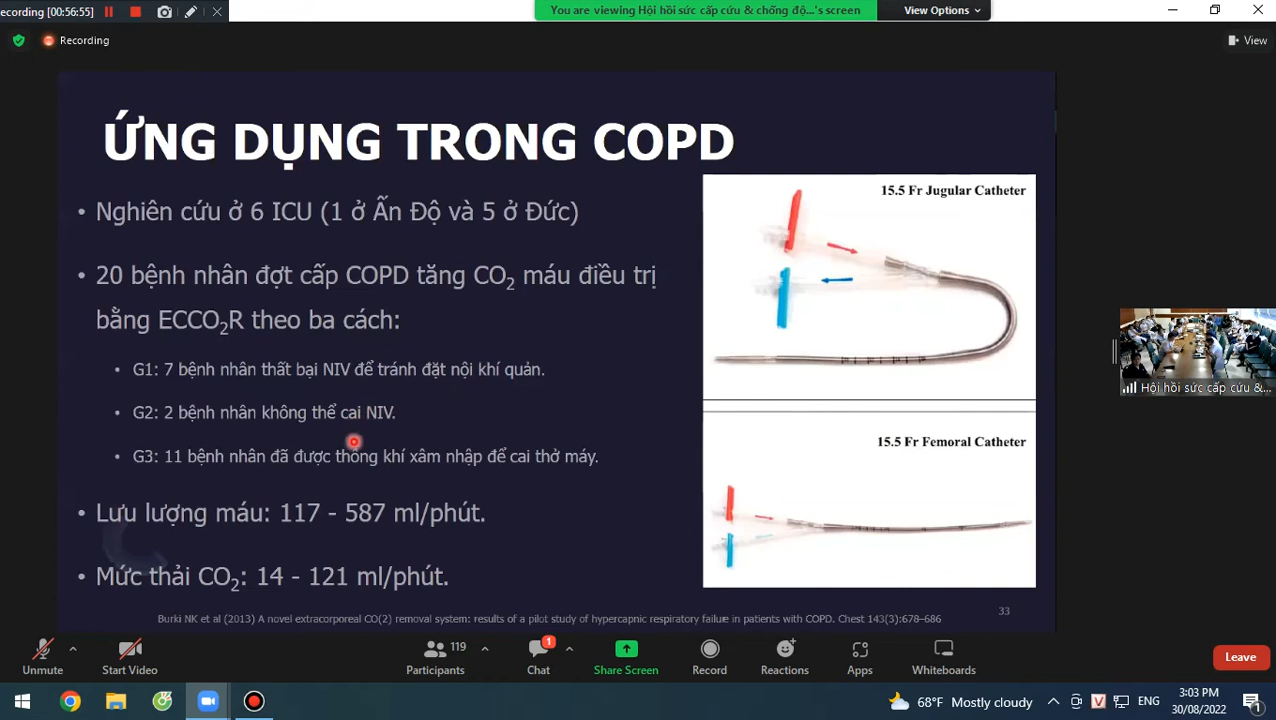 ecording [00:56:55]
You are viewing Hội hồi sức cấp cứu & chống độ...'s screen
View Options
Recording
View
ỨNG DỤNG TRONG COPD
• Nghiên cứu ở 6 ICU (1 ở Ấn Độ và 5 ở Đức)
• 20 bệnh nhân đợt cấp COPD tăng CO₂ máu điều trị
bằng ECCO₂R theo ba cách:
• G1: 7 bệnh nhân thất bại NIV để tránh đặt nội khí quản.
• G2: 2 bệnh nhân không thể cai NIV.
• G3: 11 bệnh nhân đã được thông khí xâm nhập để cai thở máy.
• Lưu lượng máu: 117 - 587 ml/phút.
• Mức thải CO₂: 14 - 121 ml/phút.
15.5 Fr Jugular Catheter
15.5 Fr Femoral Catheter
Burki NK et al (2013) A novel extracorporeal CO(2) removal system: results of a pilot study of hypercapnic respiratory failure in patients with COPD. Chest 143(3):678–686
33
Hội hồi sức cấp cứu &...
Unmute
Start Video
Participants
119
Chat
1
Share Screen
Record
Reactions
Apps
Whiteboards
Leave
68°F Mostly cloudy
V
ENG
3:03 PM
30/08/2022
1